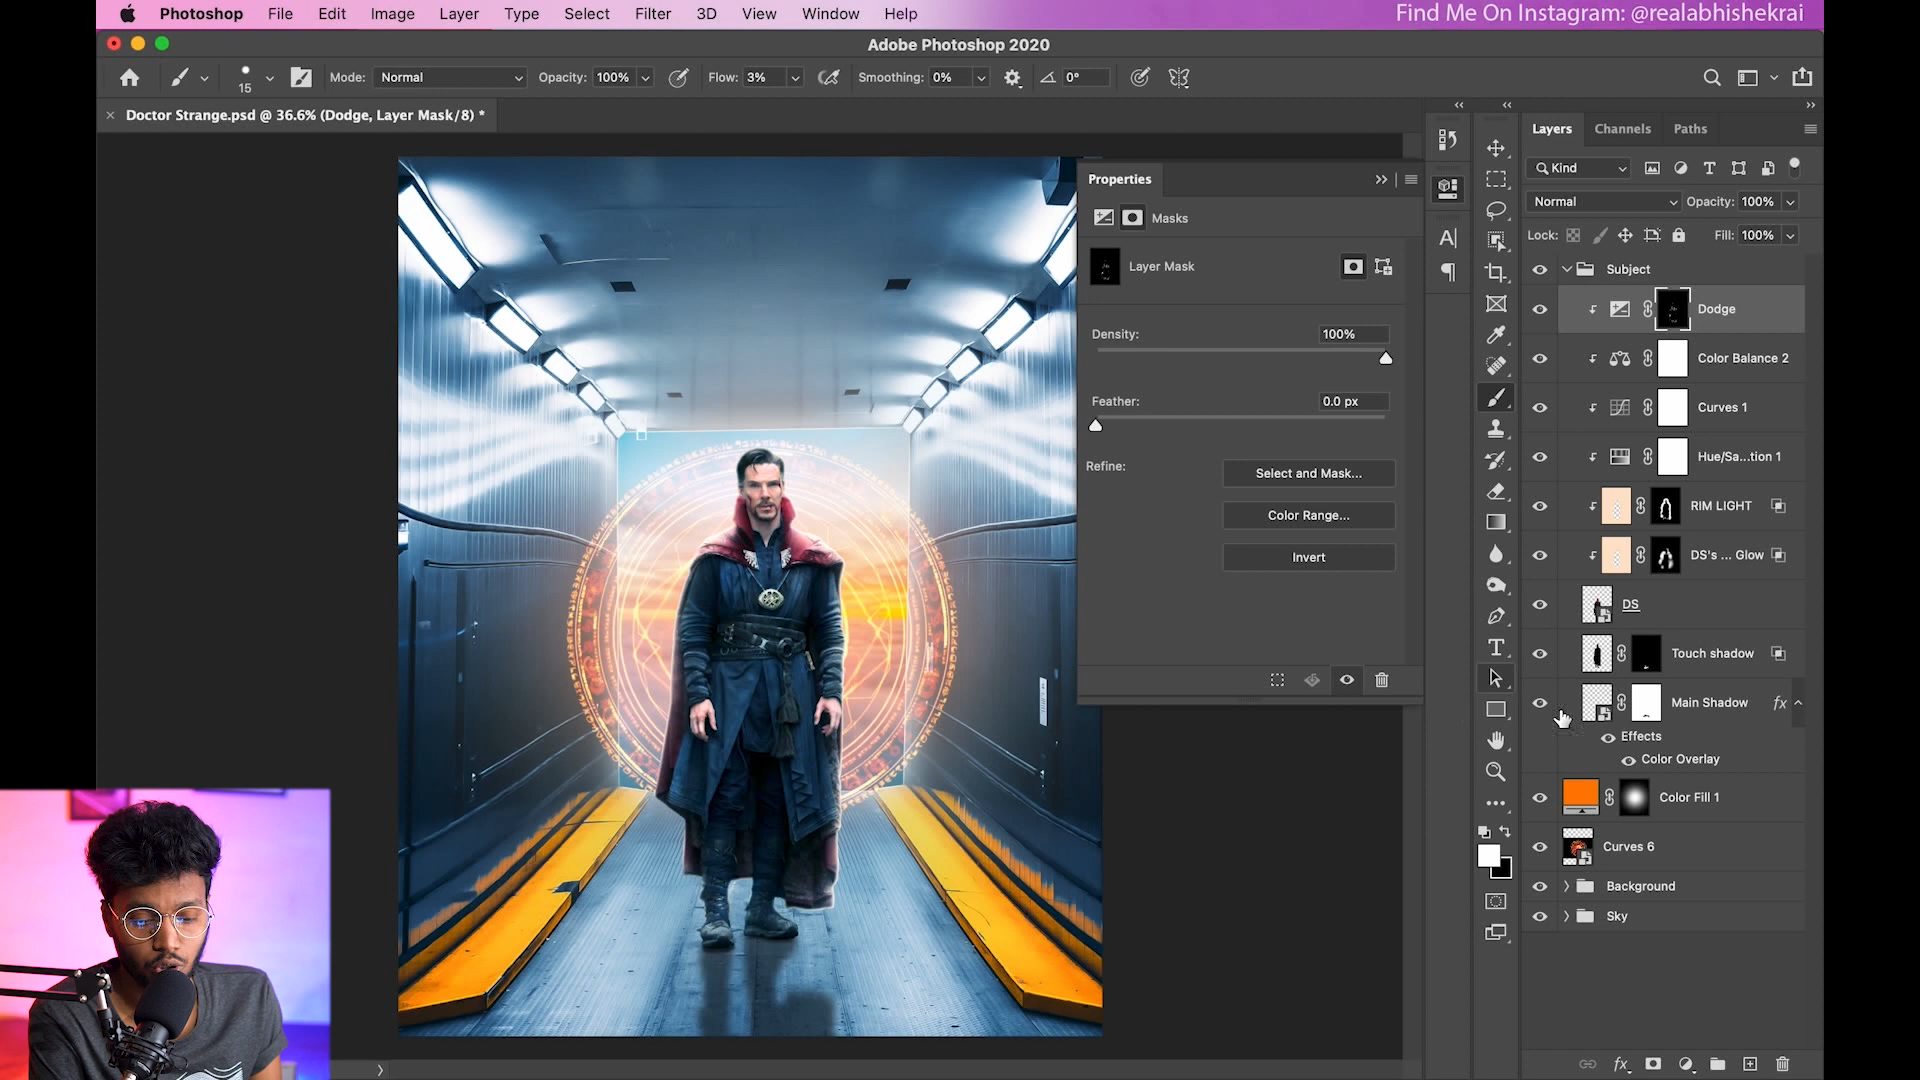 Photoshop File Edit Image Layer Type Select Filter 3D View Window Help
Find Me On Instagram: @realabhishekrai
Adobe Photoshop 2020
15 Mode: Normal Opacity: 100% Flow: 3% Smoothing: 0% 0°
Doctor Strange.psd @ 36.6% (Dodge, Layer Mask/8) *
Properties
Masks
Layer Mask
Density: 100%
Feather: 0.0 px
Refine:
Select and Mask...
Color Range...
Invert
Layers Channels Paths
Kind
Normal Opacity: 100%
Lock: Fill: 100%
Subject
Dodge
Color Balance 2
Curves 1
Hue/Sa...tion 1
RIM LIGHT
DS's ... Glow
DS
Touch shadow
Main Shadow fx
Effects
Color Overlay
Color Fill 1
Curves 6
Background
Sky
fx